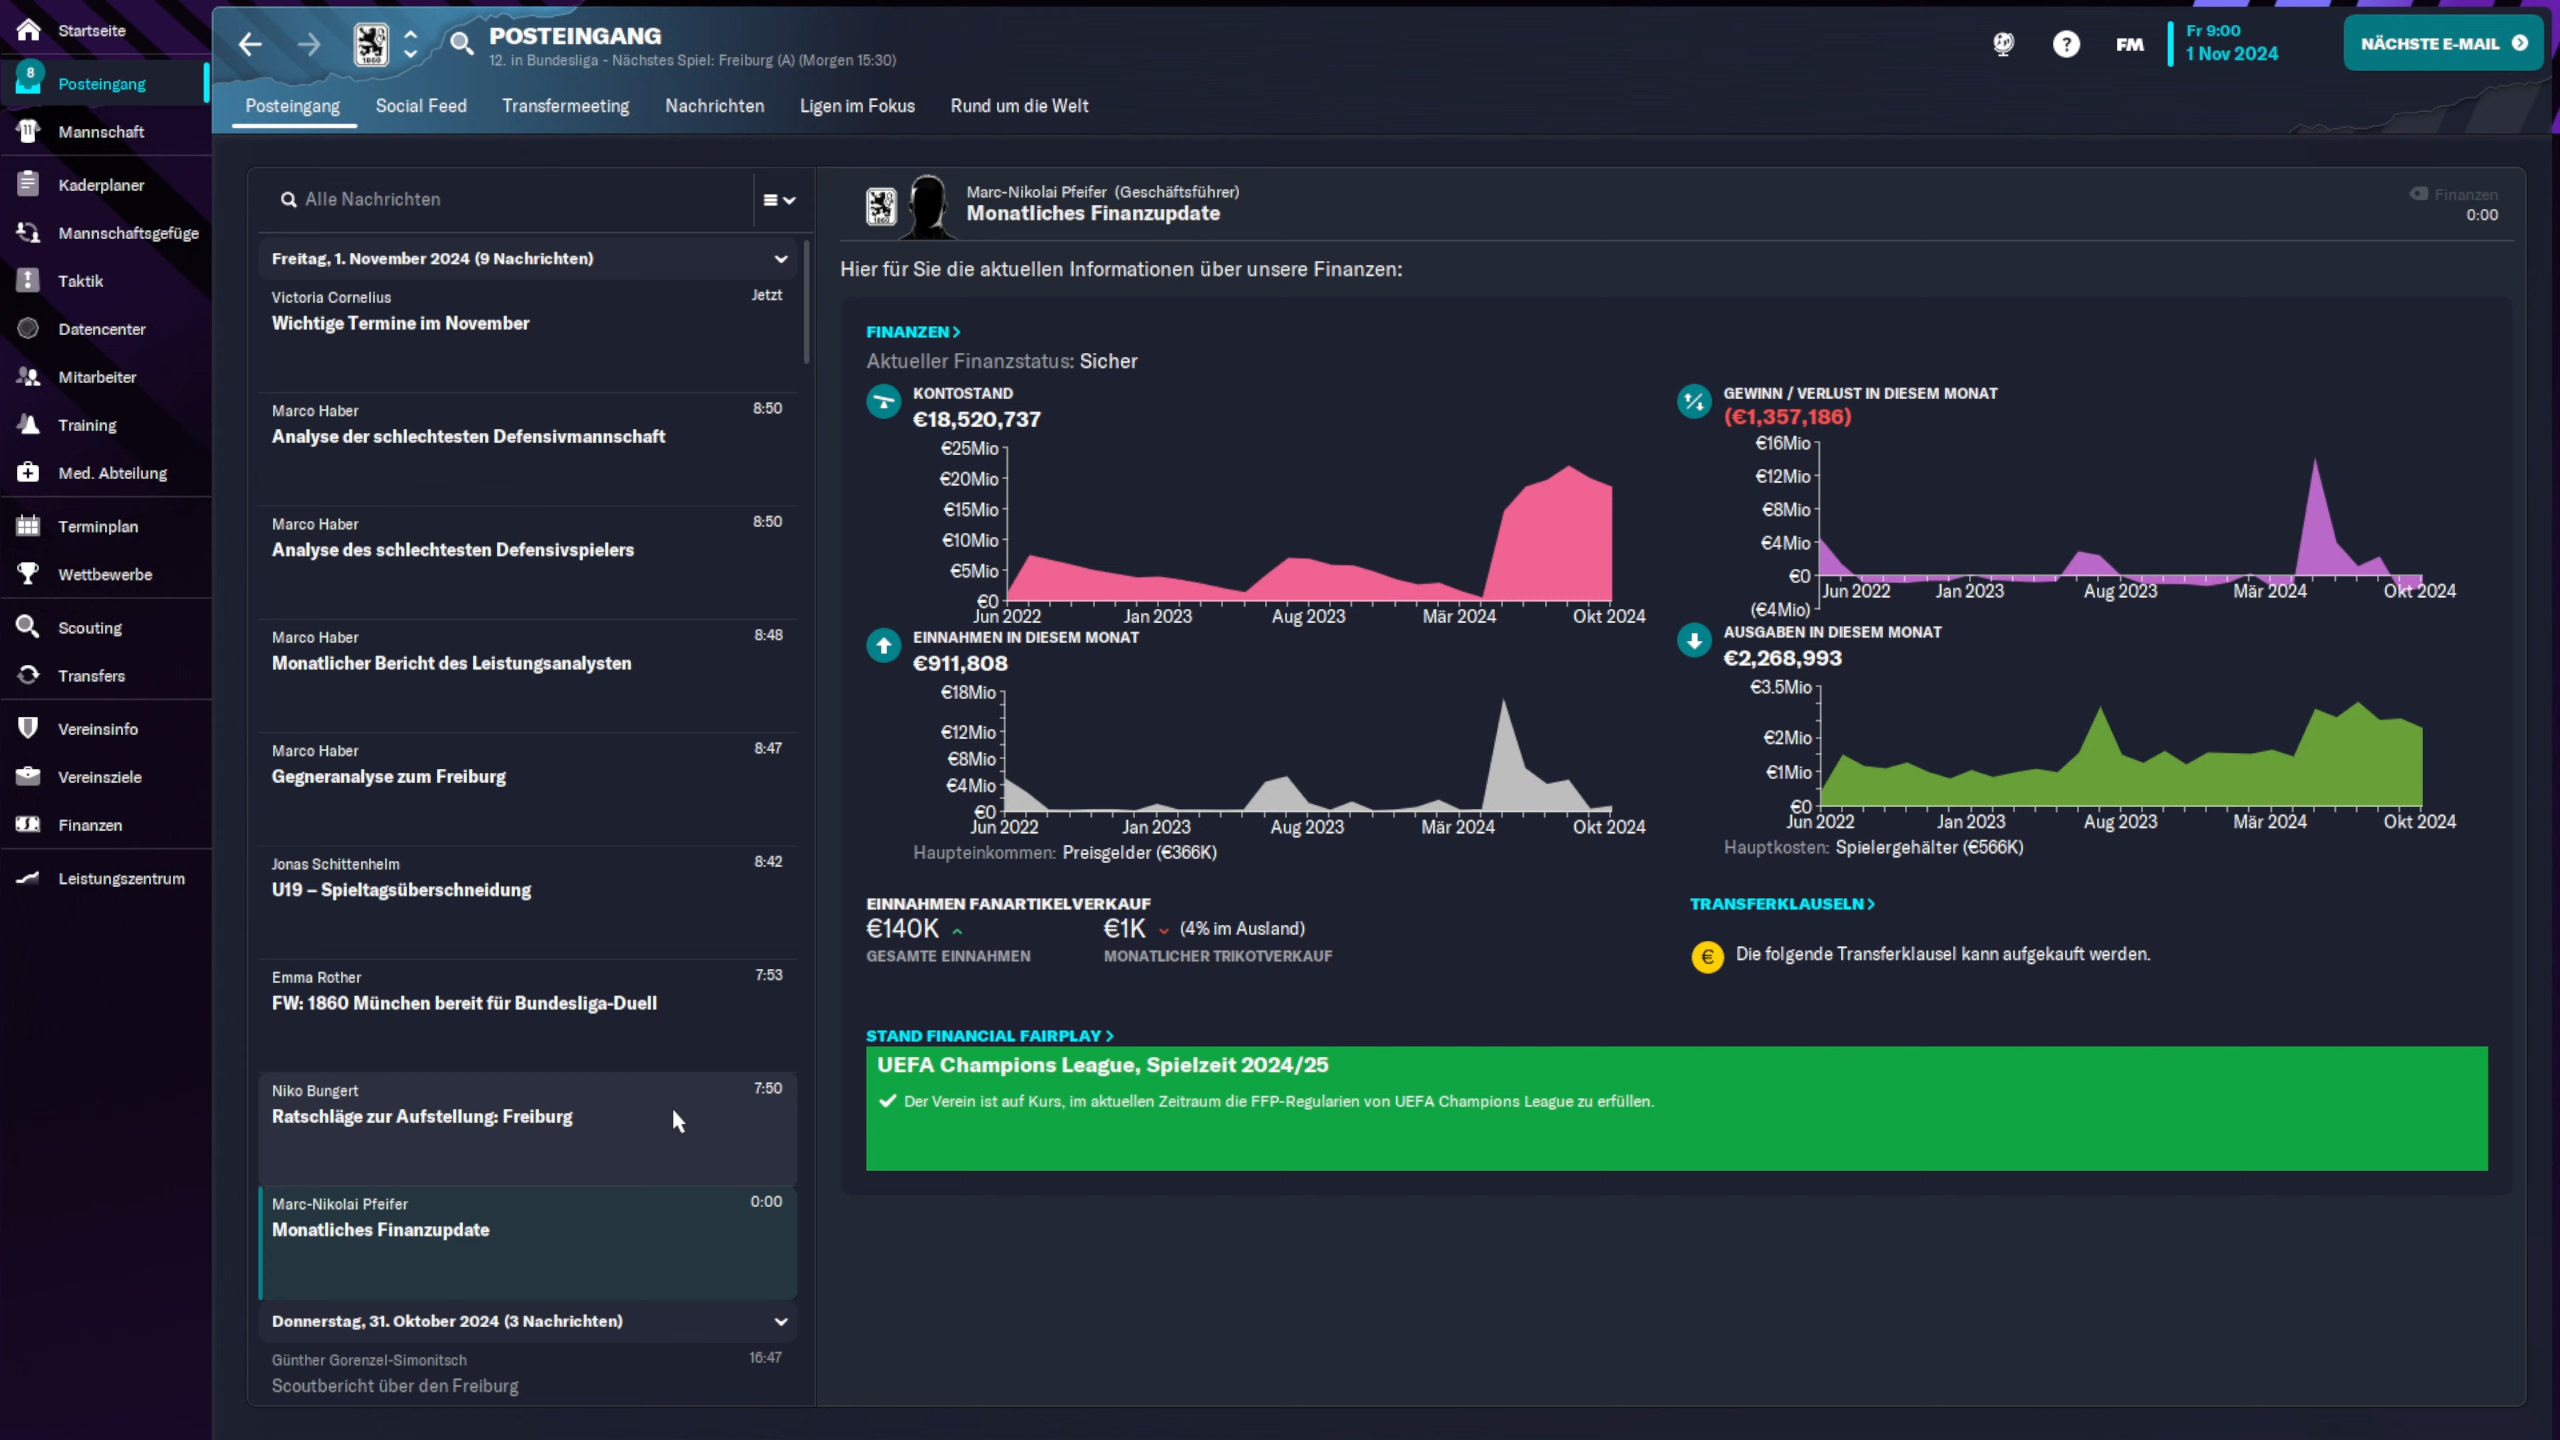 Startseite
8
Posteingang
Mannschaft
Kaderplaner
Mannschaftsgefüge
Taktik
Datencenter
Mitarbeiter
Training
Med. Abteilung
Terminplan
Wettbewerbe
Scouting
Transfers
Vereinsinfo
Vereinsziele
Finanzen
Leistungszentrum
POSTEINGANG
12. in Bundesliga - Nächstes Spiel: Freiburg (A) (Morgen 15:30)
FM
Fr 9:00
1 Nov 2024
NÄCHSTE E-MAIL
Posteingang Social Feed Transfermeeting Nachrichten Ligen im Fokus Rund um die Welt
Alle Nachrichten
Freitag, 1. November 2024 (9 Nachrichten)
Victoria Cornelius Jetzt
Wichtige Termine im November
Marco Haber 8:50
Analyse der schlechtesten Defensivmannschaft
Marco Haber 8:50
Analyse des schlechtesten Defensivspielers
Marco Haber 8:48
Monatlicher Bericht des Leistungsanalysten
Marco Haber 8:47
Gegneranalyse zum Freiburg
Jonas Schittenhelm 8:42
U19 – Spieltagsüberschneidung
Emma Rother 7:53
FW: 1860 München bereit für Bundesliga-Duell
Niko Bungert 7:50
Ratschläge zur Aufstellung: Freiburg
Marc-Nikolai Pfeifer 0:00
Monatliches Finanzupdate
Donnerstag, 31. Oktober 2024 (3 Nachrichten)
Günther Gorenzel-Simonitsch 16:47
Scoutbericht über den Freiburg
Marc-Nikolai Pfeifer (Geschäftsführer)
Monatliches Finanzupdate
Finanzen
0:00
Hier für Sie die aktuellen Informationen über unsere Finanzen:
FINANZEN >
Aktueller Finanzstatus: Sicher
KONTOSTAND
€18,520,737
€25Mio
€20Mio
€15Mio
€10Mio
€5Mio
€0
Jun 2022 Jan 2023 Aug 2023 Mär 2024 Okt 2024
GEWINN / VERLUST IN DIESEM MONAT
(€1,357,186)
€16Mio
€12Mio
€8Mio
€4Mio
€0
(€4Mio)
Jun 2022 Jan 2023 Aug 2023 Mär 2024 Okt 2024
EINNAHMEN IN DIESEM MONAT
€911,808
€18Mio
€12Mio
€8Mio
€4Mio
€0
Jun 2022 Jan 2023 Aug 2023 Mär 2024 Okt 2024
Haupteinkommen: Preisgelder (€366K)
AUSGABEN IN DIESEM MONAT
€2,268,993
€3.5Mio
€2Mio
€1Mio
€0
Jun 2022 Jan 2023 Aug 2023 Mär 2024 Okt 2024
Hauptkosten: Spielergehälter (€566K)
EINNAHMEN FANARTIKELVERKAUF
€140K €1K (4% im Ausland)
GESAMTE EINNAHMEN MONATLICHER TRIKOTVERKAUF
TRANSFERKLAUSELN >
€ Die folgende Transferklausel kann aufgekauft werden.
STAND FINANCIAL FAIRPLAY >
UEFA Champions League, Spielzeit 2024/25
Der Verein ist auf Kurs, im aktuellen Zeitraum die FFP-Regularien von UEFA Champions League zu erfüllen.